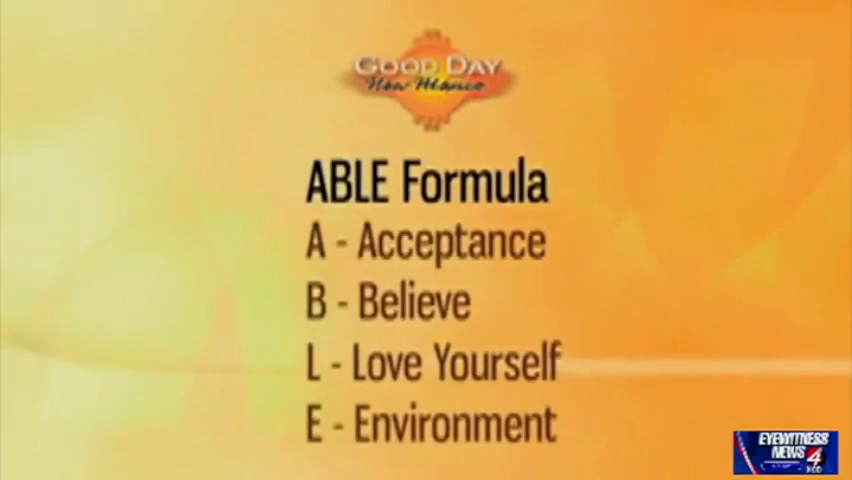 GOOD DAY
New Mexico
ABLE Formula
A - Acceptance
B - Believe
L - Love Yourself
E - Environment
EYEWITNESS
NEWS 4